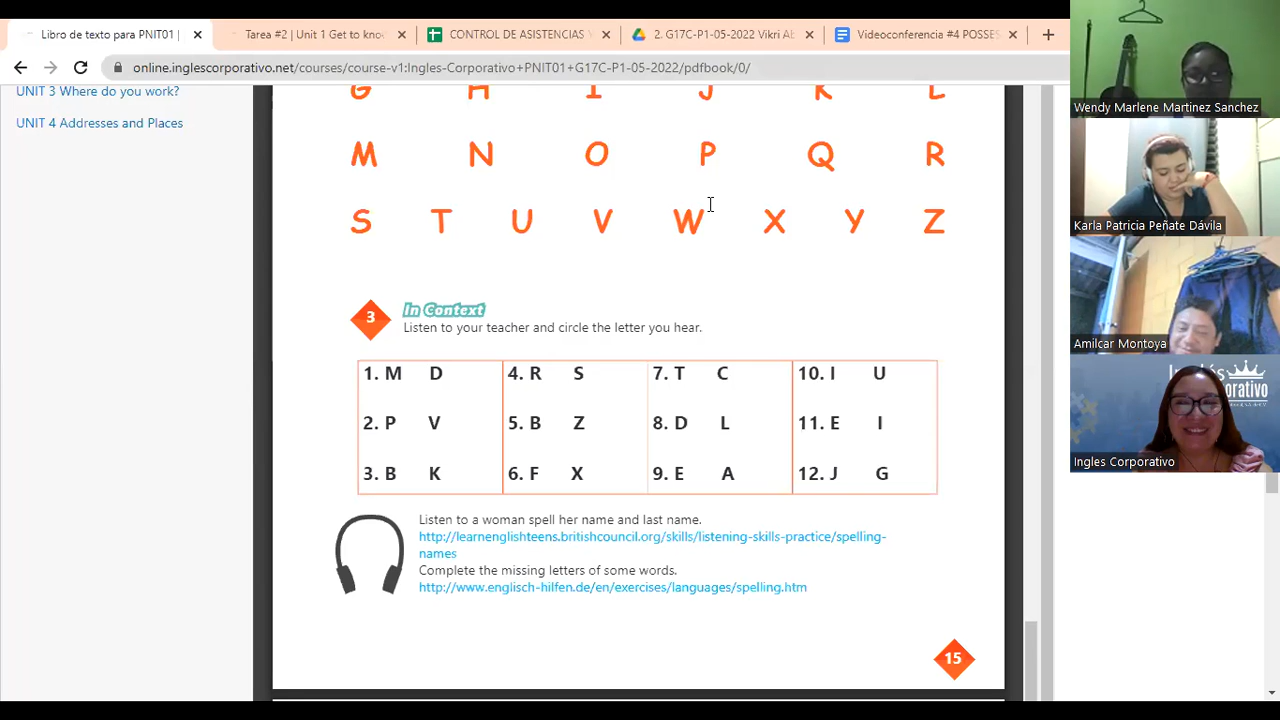 Libro de texto para PNIT01 |
Tarea #2 | Unit 1 Get to kno
CONTROL DE ASISTENCIAS
2. G17C-P1-05-2022 Vikri Al
Videoconferencia #4 POSSES
online.inglescorporativo.net/courses/course-v1:Ingles-Corporativo+PNIT01+G17C-P1-05-2022/pdfbook/0/
UNIT 3 Where do you work?
UNIT 4 Addresses and Places
G H I J K L
M N O P Q R
S T U V W X Y Z
3
In Context
Listen to your teacher and circle the letter you hear.
1. M D 4. R S 7. T C 10. I U
2. P V 5. B Z 8. D L 11. E I
3. B K 6. F X 9. E A 12. J G
Listen to a woman spell her name and last name.
http://learnenglishteens.britishcouncil.org/skills/listening-skills-practice/spelling-
names
Complete the missing letters of some words.
http://www.englisch-hilfen.de/en/exercises/languages/spelling.htm
15
Wendy Marlene Martinez Sanchez
Karla Patricia Peñate Dávila
Amilcar Montoya
Ingles Corporativo